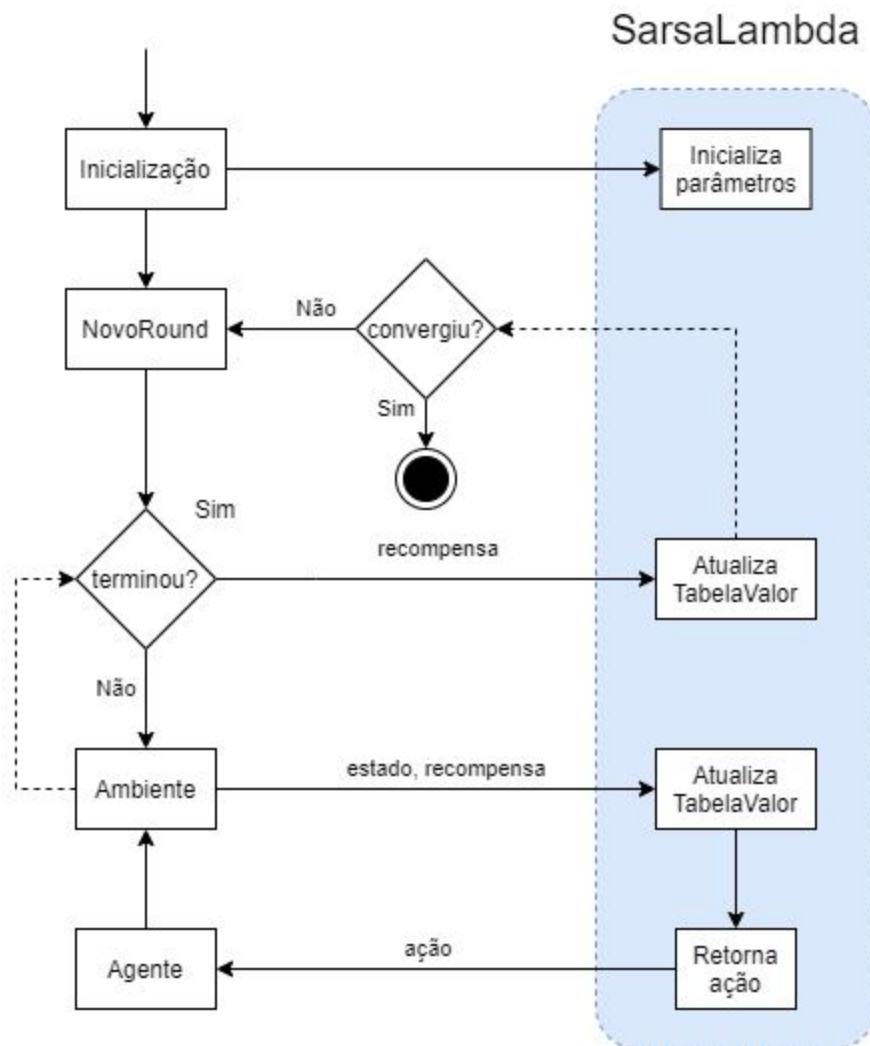 SarsaLambda
Inicialização
Inicializa
parâmetros
NovoRound
Não
convergiu?
Sim
Sim
recompensa
terminou?
Atualiza
TabelaValor
Não
Ambiente
estado, recompensa
Atualiza
TabelaValor
Agente
ação
Retorna
ação